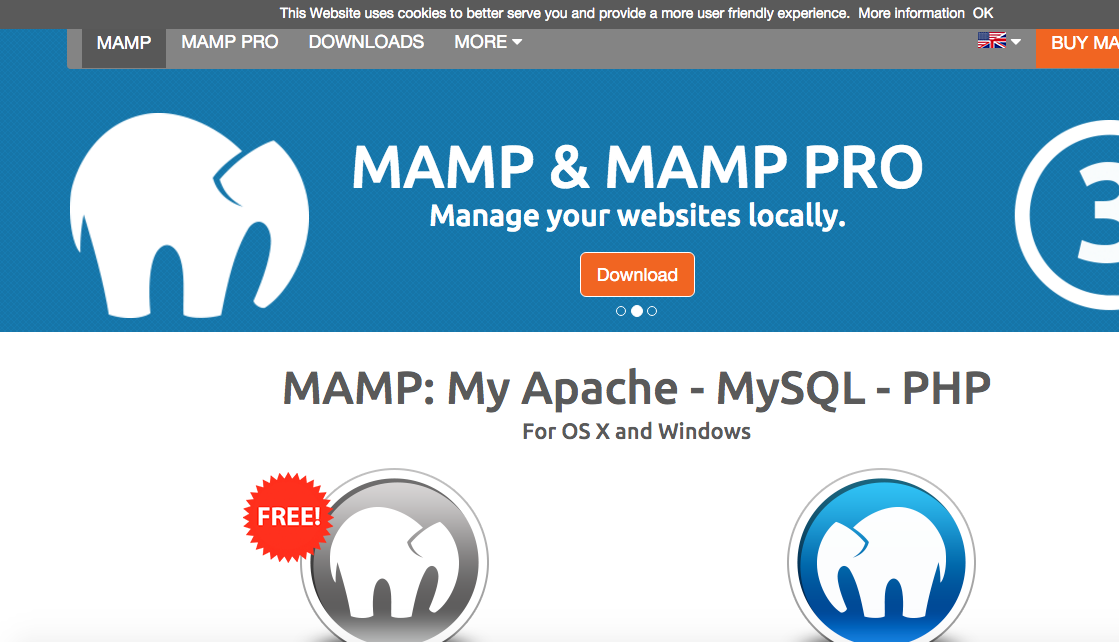 This Website uses cookies to better serve you and provide a more user friendly experience. More information OK
MAMP MAMP PRO DOWNLOADS MORE BUY MA
MAMP & MAMP PRO
Manage your websites locally.
3
Download
MAMP: My Apache - MySQL - PHP
For OS X and Windows
FREE!